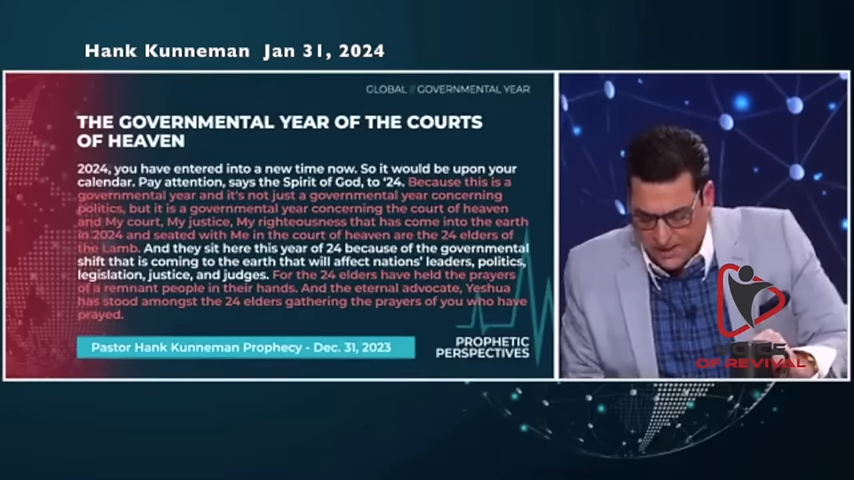 Hank Kunneman Jan 31, 2024
GLOBAL // GOVERNMENTAL YEAR
THE GOVERNMENTAL YEAR OF THE COURTS
OF HEAVEN
2024, you have entered into a new time now. So it would be upon your
calendar. Pay attention, says the Spirit of God, to '24. Because this is a
governmental year and it's not just a governmental year concerning
politics, but it is a governmental year concerning the court of heaven
and My court, My justice, My righteousness that has come into the earth
in 2024 and seated with Me in the court of heaven are the 24 elders of
the Lamb. And they sit here this year of 24 because of the governmental
shift that is coming to the earth that will affect nations' leaders, politics,
legislation, justice, and judges. For the 24 elders have held the prayers
of a remnant people in their hands. And the eternal advocate, Yeshua
has stood amongst the 24 elders gathering the prayers of you who have
prayed.
Pastor Hank Kunneman Prophecy - Dec. 31, 2023
PROPHETIC
PERSPECTIVES
OF REVIVAL